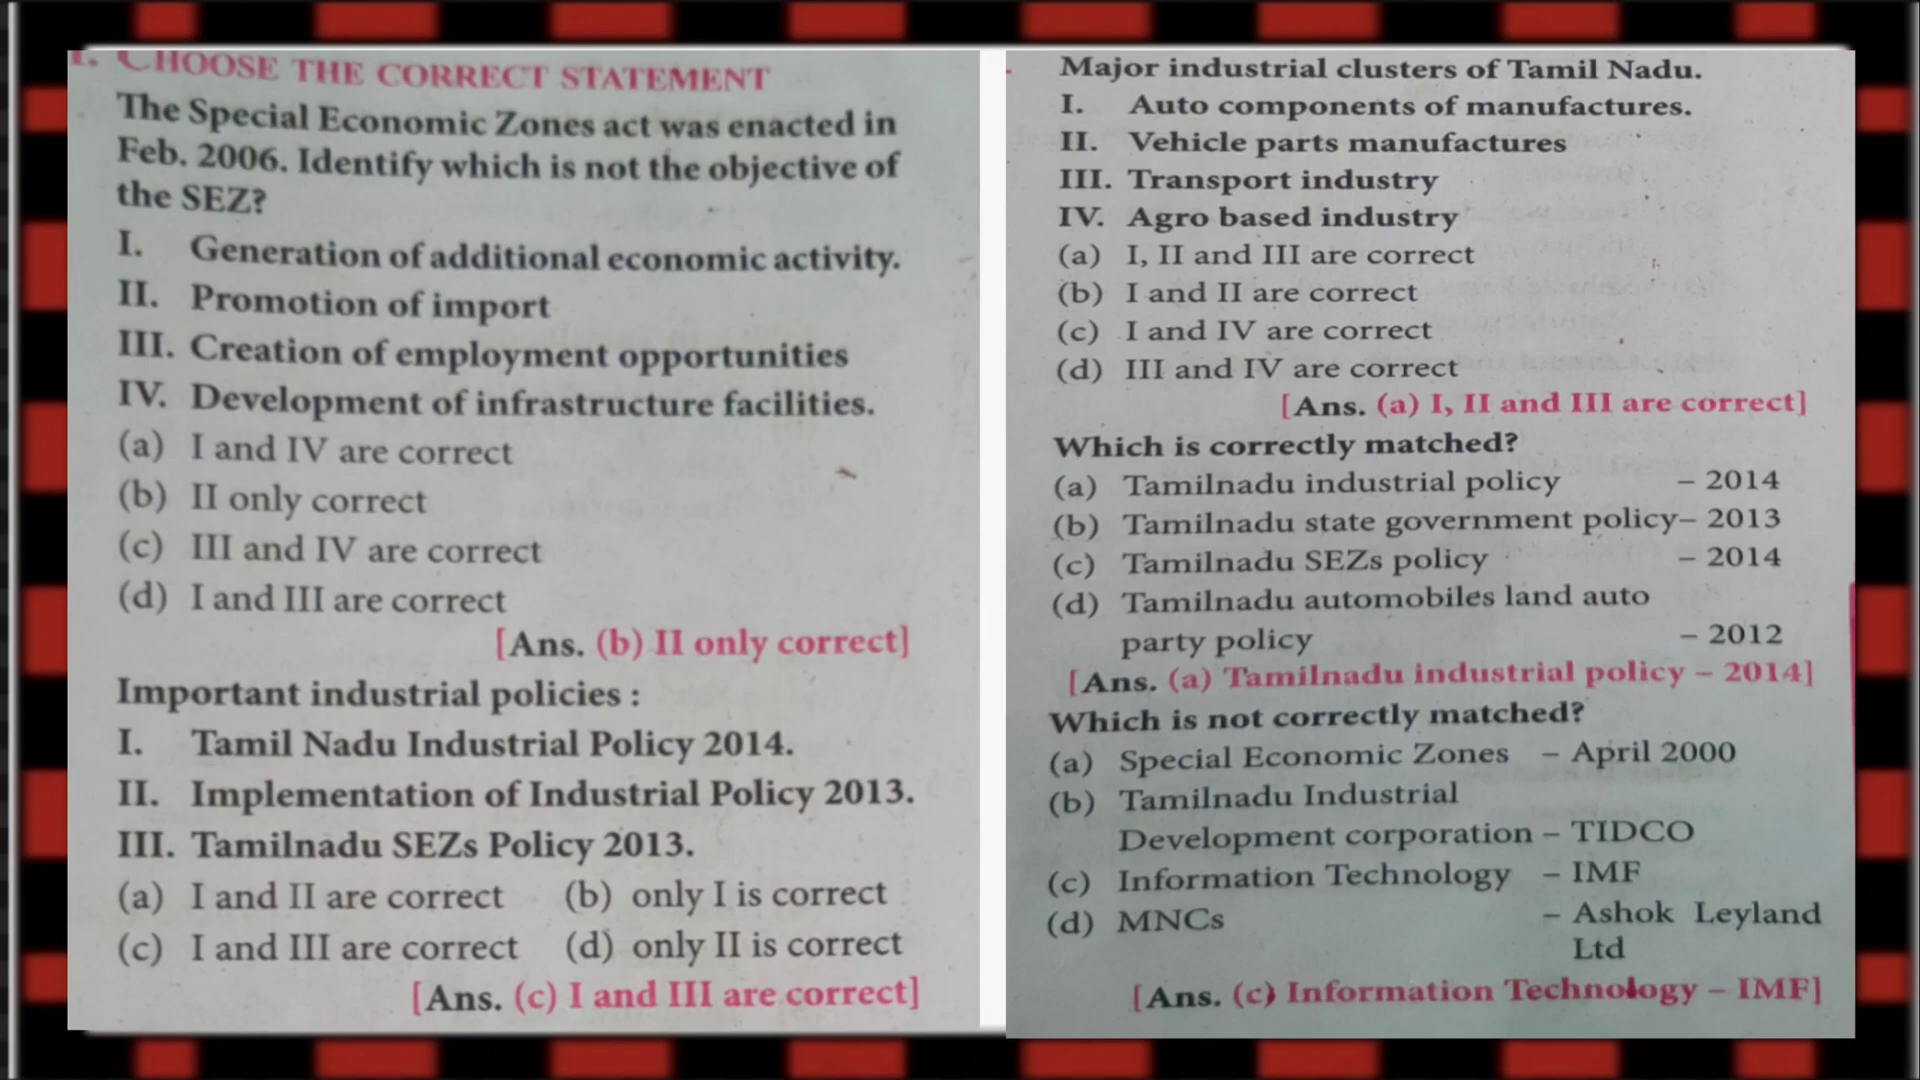 I. CHOOSE THE CORRECT STATEMENT
The Special Economic Zones act was enacted in
Feb. 2006. Identify which is not the objective of
the SEZ?
I. Generation of additional economic activity.
II. Promotion of import
III. Creation of employment opportunities
IV. Development of infrastructure facilities.
(a) I and IV are correct
(b) II only correct
(c) III and IV are correct
(d) I and III are correct
[Ans. (b) II only correct]
Important industrial policies :
I. Tamil Nadu Industrial Policy 2014.
II. Implementation of Industrial Policy 2013.
III. Tamilnadu SEZs Policy 2013.
(a) I and II are correct (b) only I is correct
(c) I and III are correct (d) only II is correct
[Ans. (c) I and III are correct]
Major industrial clusters of Tamil Nadu.
I. Auto components of manufactures.
II. Vehicle parts manufactures
III. Transport industry
IV. Agro based industry
(a) I, II and III are correct
(b) I and II are correct
(c) I and IV are correct
(d) III and IV are correct
[Ans. (a) I, II and III are correct]
Which is correctly matched?
(a) Tamilnadu industrial policy – 2014
(b) Tamilnadu state government policy – 2013
(c) Tamilnadu SEZs policy – 2014
(d) Tamilnadu automobiles land auto
party policy – 2012
[Ans. (a) Tamilnadu industrial policy – 2014]
Which is not correctly matched?
(a) Special Economic Zones – April 2000
(b) Tamilnadu Industrial
Development corporation – TIDCO
(c) Information Technology – IMF
(d) MNCs – Ashok Leyland
Ltd
[Ans. (c) Information Technology – IMF]